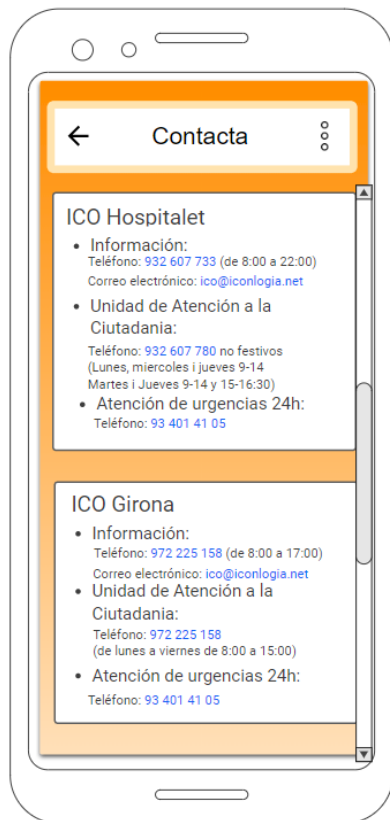 Contacta
ICO Hospitalet
• Información:
Teléfono: 932 607 733 (de 8:00 a 22:00)
Correo electrónico: ico@iconlogia.net
• Unidad de Atención a la
Ciutadania:
Teléfono: 932 607 780 no festivos
(Lunes, miercoles i jueves 9-14
Martes i Jueves 9-14 y 15-16:30)
• Atención de urgencias 24h:
Teléfono: 93 401 41 05
ICO Girona
• Información:
Teléfono: 972 225 158 (de 8:00 a 17:00)
Correo electrónico: ico@iconlogia.net
• Unidad de Atención a la
Ciutadania:
Teléfono: 972 225 158
(de lunes a viernes de 8:00 a 15:00)
• Atención de urgencias 24h:
Teléfono: 93 401 41 05